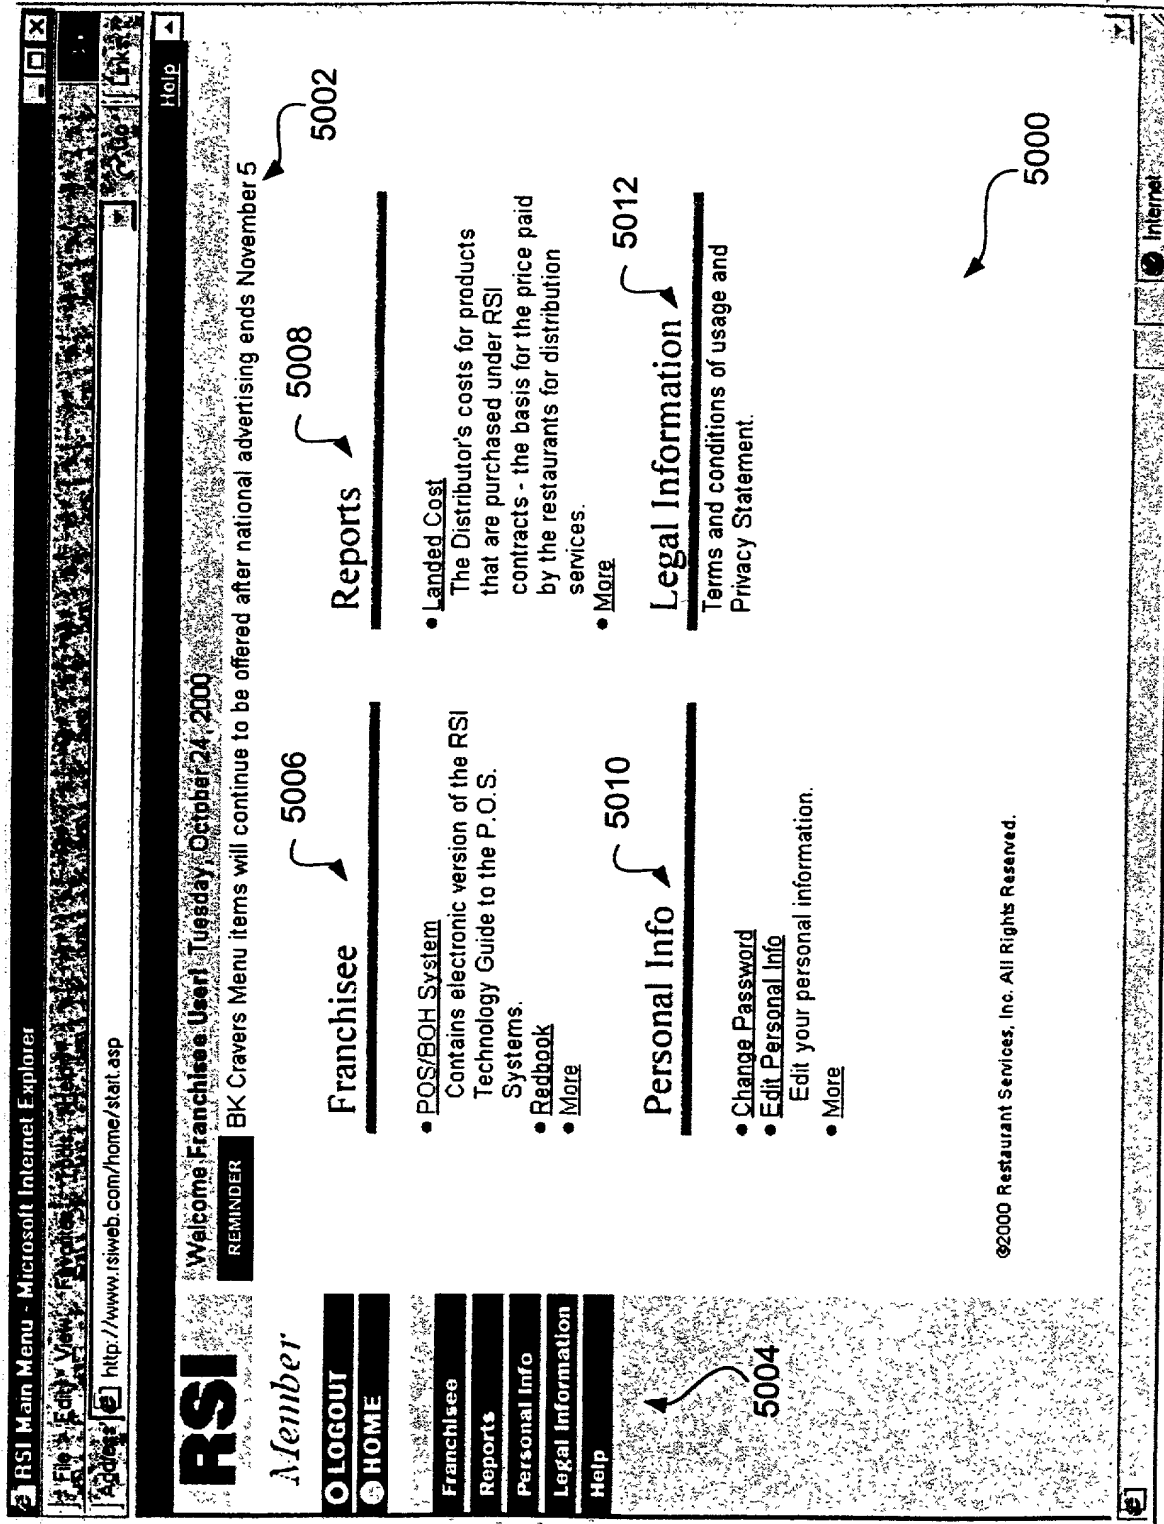 RSI Main Menu - Microsoft Internet Explorer
File Edit View Favorites Tools Help
Address http://www.rsiweb.com/home/start.asp Go Links
Help
RSI
Welcome Franchisee User! Tuesday, October 24, 2000
REMINDER BK Cravers Menu items will continue to be offered after national advertising ends November 5
5002
Member
LOGOUT
HOME
Franchisee
Reports
Personal Info
Legal Information
Help
5004
Franchisee
5006
• POS/BOH System
Contains electronic version of the RSI
Technology Guide to the P.O.S.
Systems.
• Redbook
• More
Reports
5008
• Landed Cost
The Distributor's costs for products
that are purchased under RSI
contracts - the basis for the price paid
by the restaurants for distribution
services.
• More
Personal Info
5010
• Change Password
• Edit Personal Info
Edit your personal information.
• More
Legal Information
5012
Terms and conditions of usage and
Privacy Statement.
5000
©2000 Restaurant Services, Inc. All Rights Reserved.
Internet